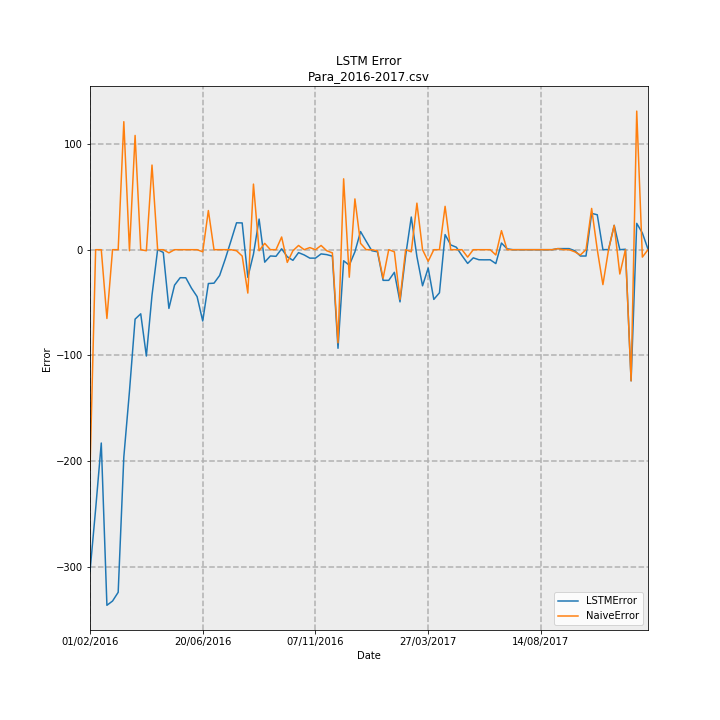 LSTM Error
Para_2016-2017.csv
100
0
−100
−200
−300
Error
01/02/2016
20/06/2016
07/11/2016
27/03/2017
14/08/2017
Date
LSTMError
NaiveError